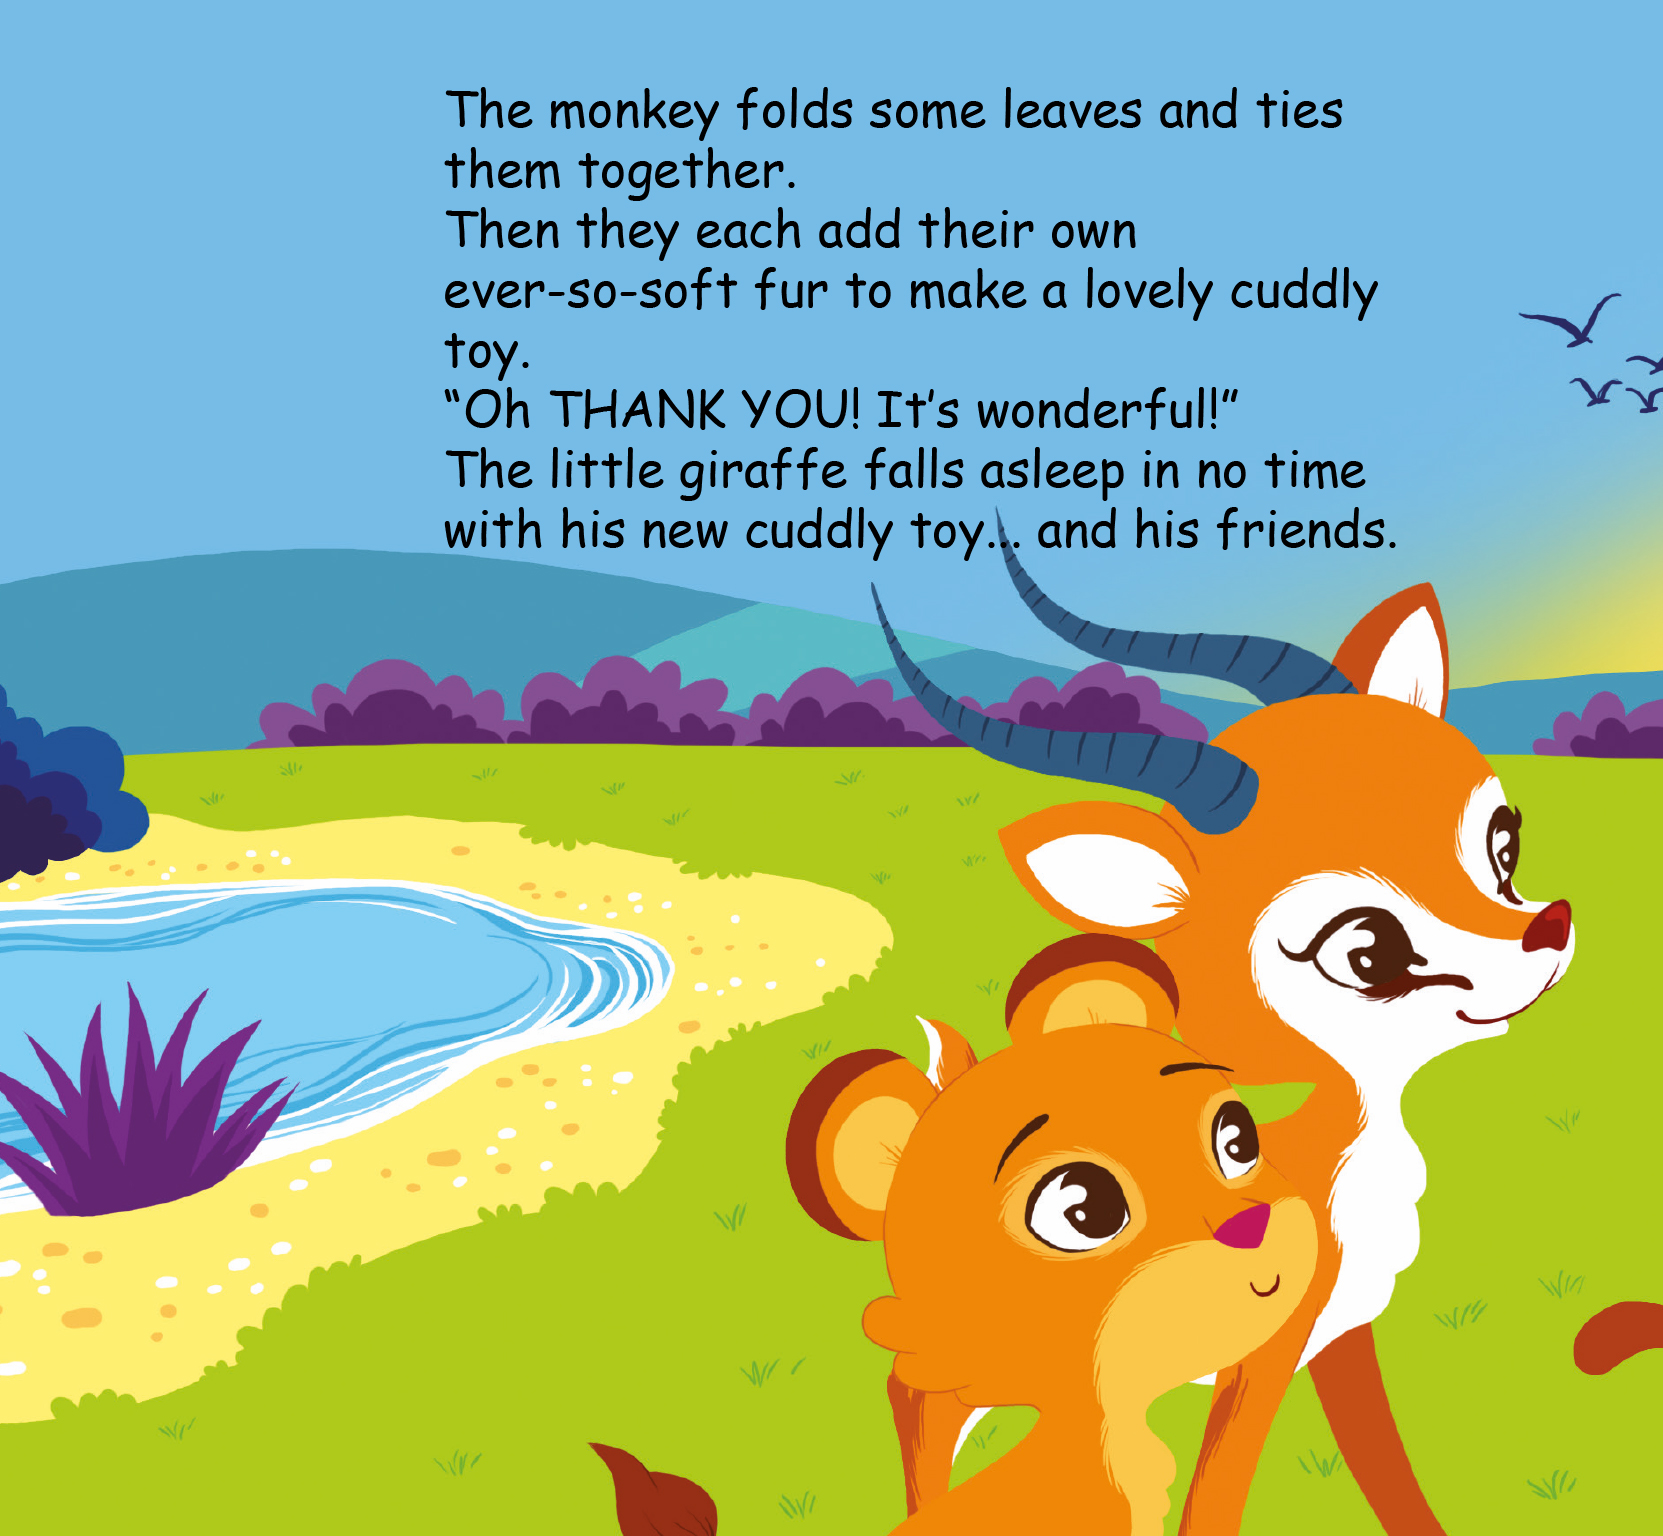 The monkey folds some leaves and ties
them together.
Then they each add their own
ever-so-soft fur to make a lovely cuddly
toy.
“Oh THANK YOU! It’s wonderful!”
The little giraffe falls asleep in no time
with his new cuddly toy... and his friends.